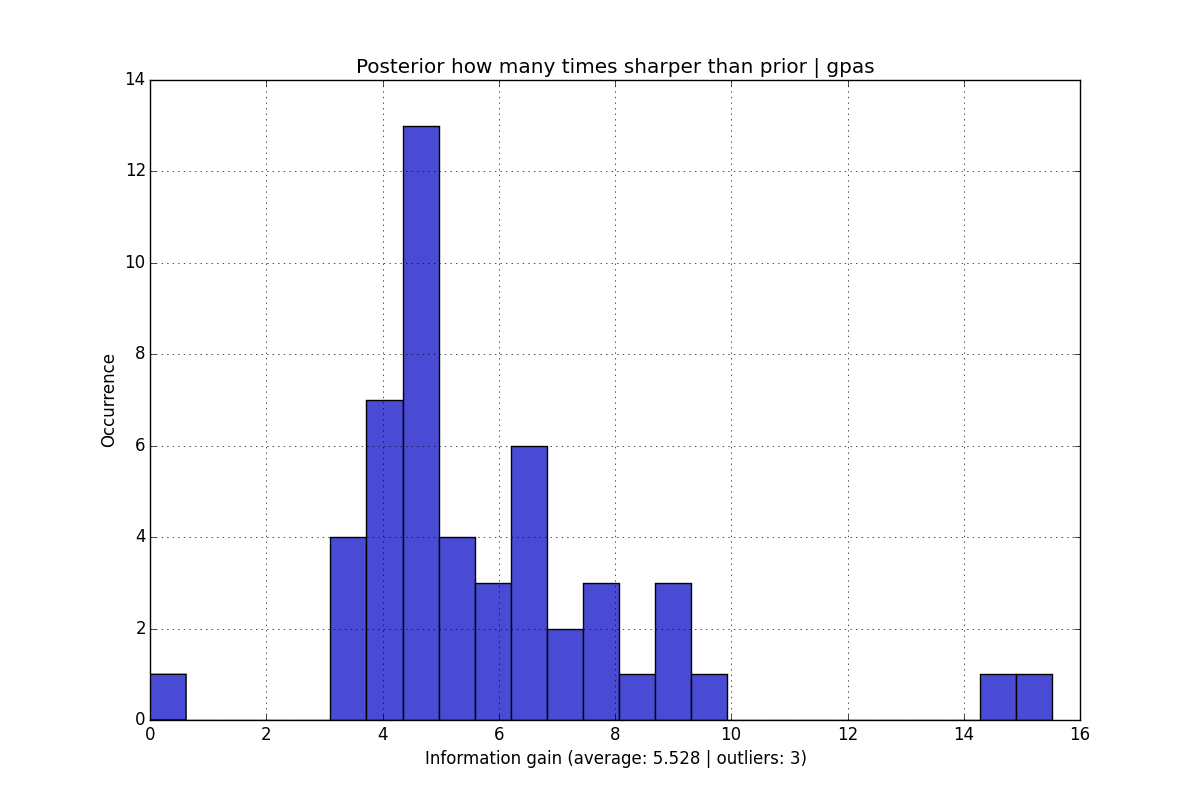 Posterior how many times sharper than prior | gpas
14
12
10
8
6
4
2
0
Occurrence
0 2 4 6 8 10 12 14 16
Information gain (average: 5.528 | outliers: 3)